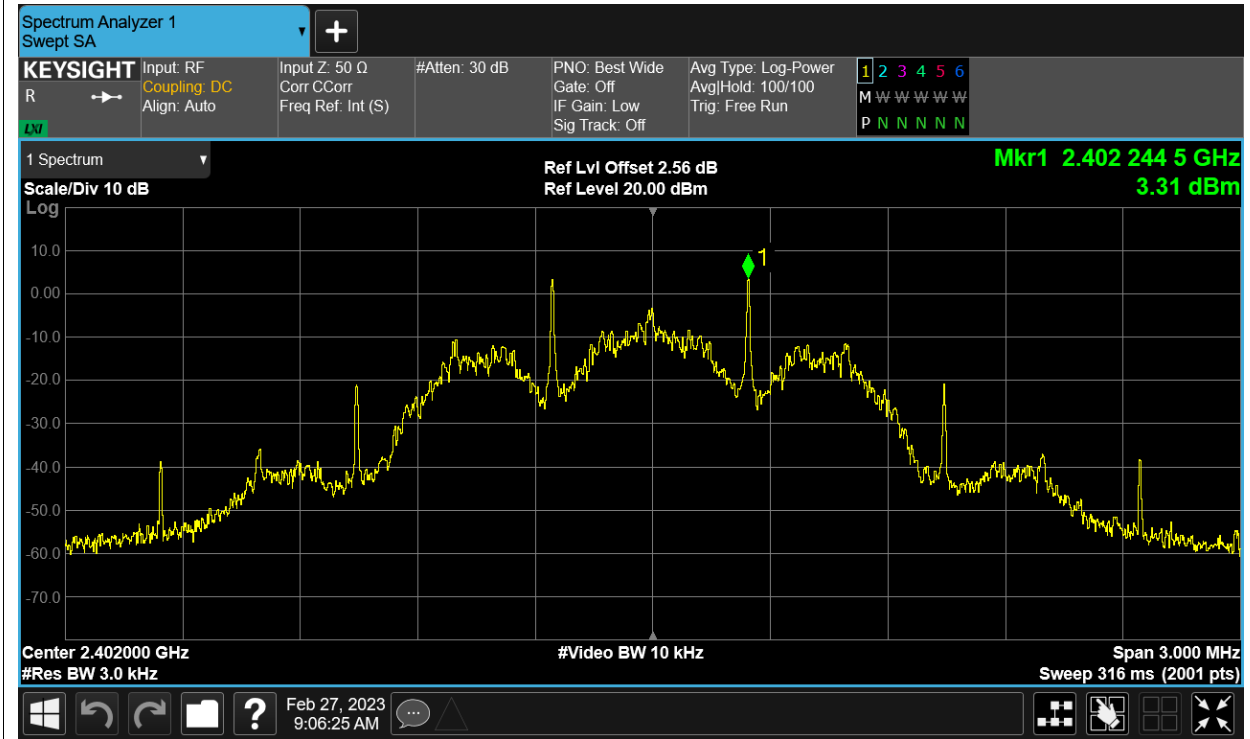 Spectrum Analyzer 1
Swept SA
KEYSIGHT
R
LXI
Input: RF
Coupling: DC
Align: Auto
Input Z: 50 Ω
Corr CCorr
Freq Ref: Int (S)
#Atten: 30 dB
PNO: Best Wide
Gate: Off
IF Gain: Low
Sig Track: Off
Avg Type: Log-Power
Avg|Hold: 100/100
Trig: Free Run
1 2 3 4 5 6
M W W W W W
P N N N N N
1 Spectrum
Scale/Div 10 dB
Log
Ref Lvl Offset 2.56 dB
Ref Level 20.00 dBm
Mkr1 2.402 244 5 GHz
3.31 dBm
1
10.0
0.00
-10.0
-20.0
-30.0
-40.0
-50.0
-60.0
-70.0
Center 2.402000 GHz
#Res BW 3.0 kHz
#Video BW 10 kHz
Span 3.000 MHz
Sweep 316 ms (2001 pts)
?
Feb 27, 2023
9:06:25 AM